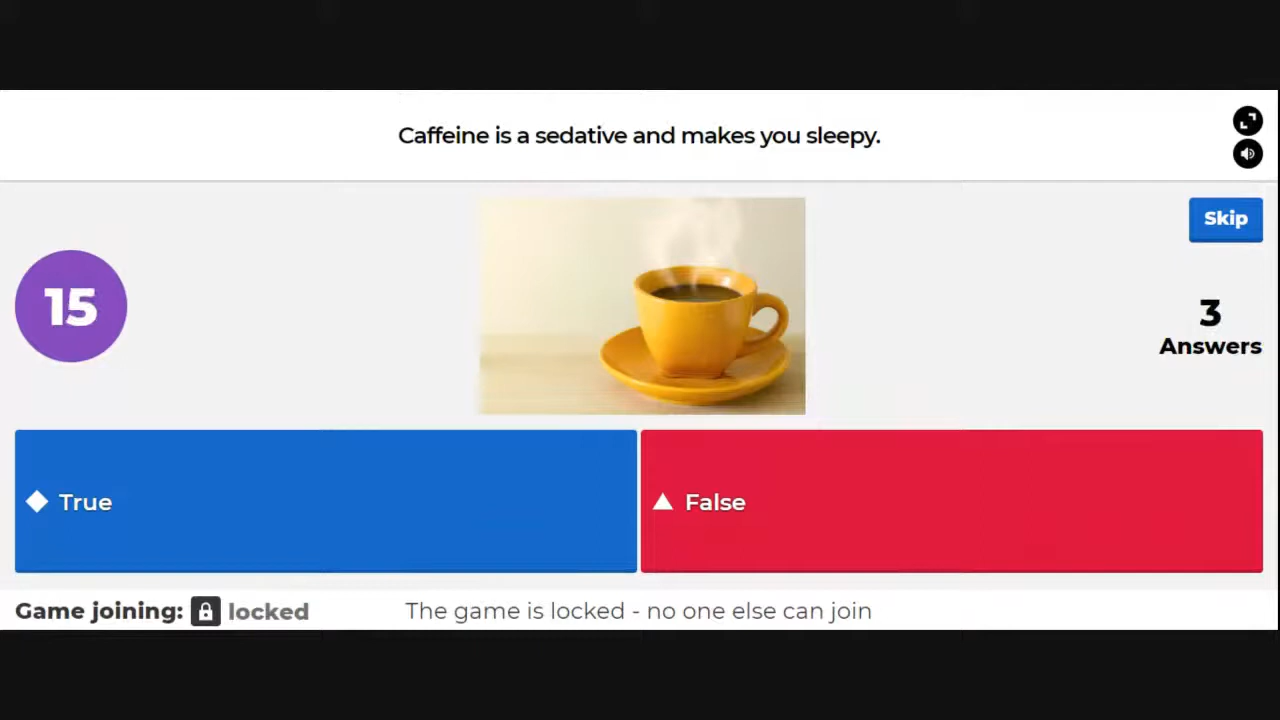 Caffeine is a sedative and makes you sleepy.
Skip
15
3
Answers
True
False
Game joining: locked
The game is locked - no one else can join